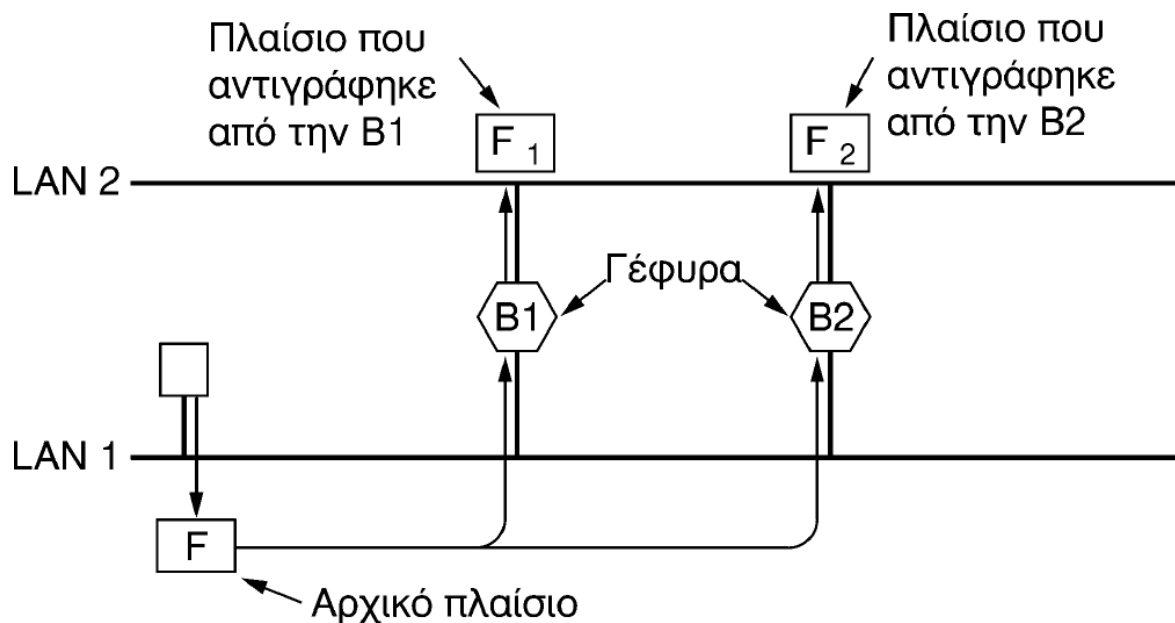 Πλαίσιο που
αντιγράφηκε
από την B1
Πλαίσιο που
αντιγράφηκε
από την B2
F 1
F 2
LAN 2
Γέφυρα
B1
B2
LAN 1
F
Αρχικό πλαίσιο